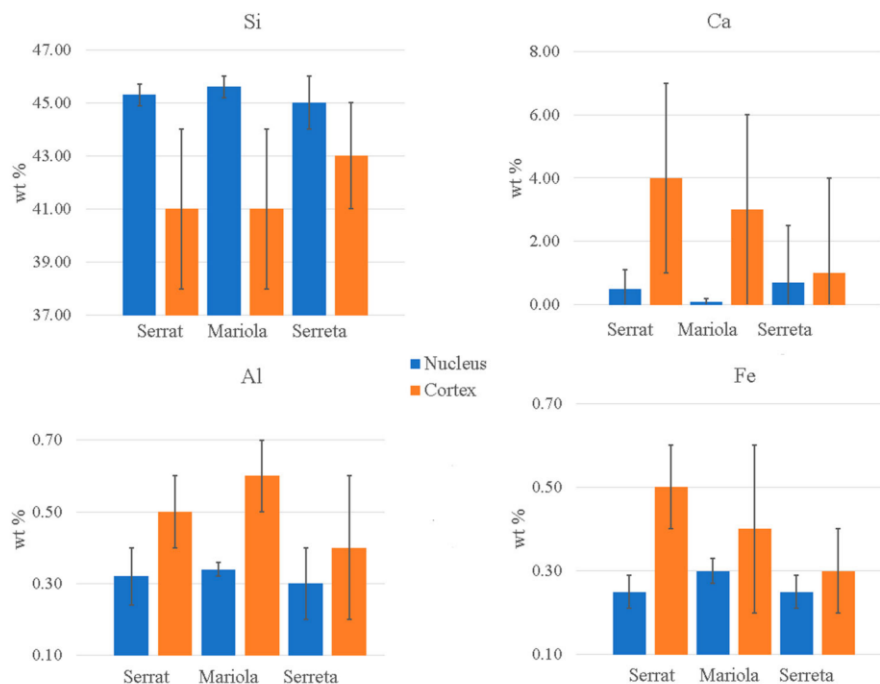 Si
47.00
45.00
43.00
41.00
39.00
37.00
wt %
Serrat Mariola Serreta
Ca
8.00
6.00
4.00
2.00
0.00
wt %
Serrat Mariola Serreta
Nucleus
Cortex
Al
0.70
0.50
0.30
0.10
wt %
Serrat Mariola Serreta
Fe
0.70
0.50
0.30
0.10
wt %
Serrat Mariola Serreta